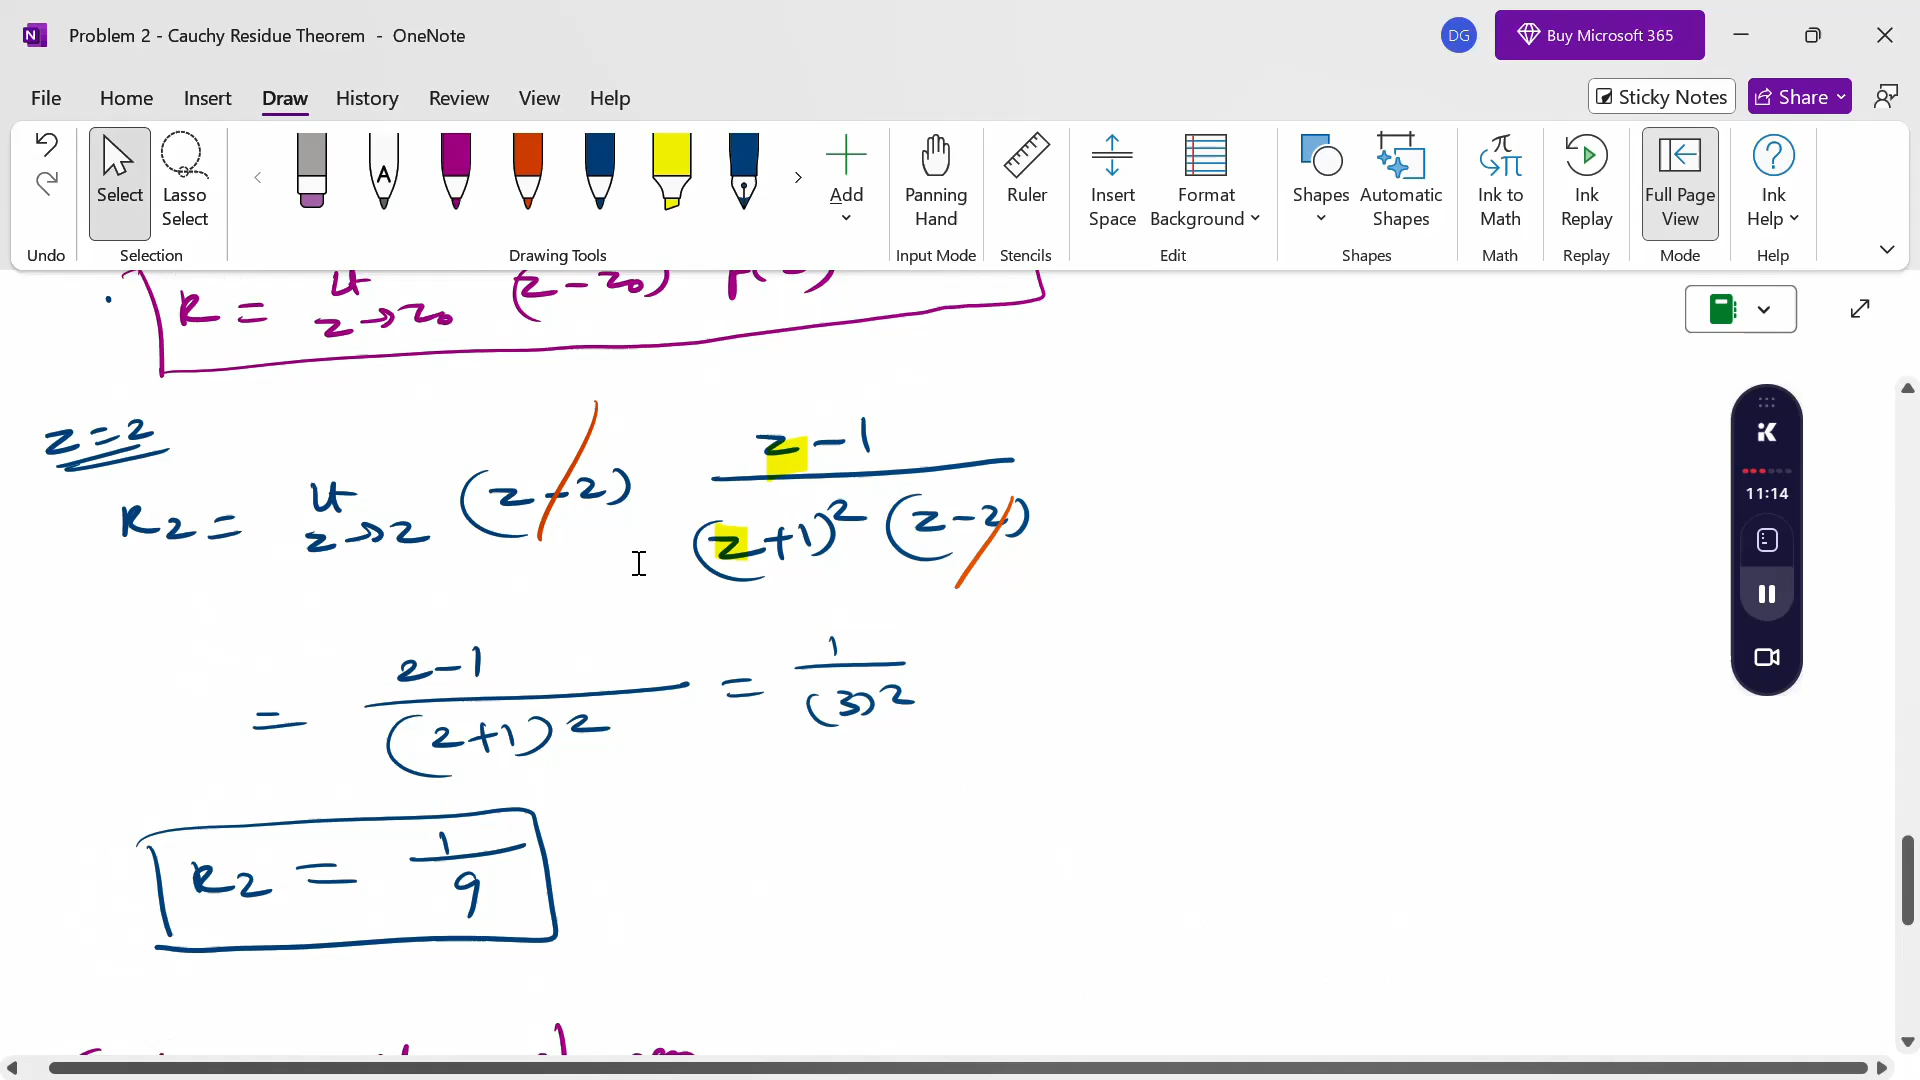 Problem 2 - Cauchy Residue Theorem - OneNote
DG
Buy Microsoft 365
File Home Insert Draw History Review View Help
Sticky Notes
Share
Select
Lasso Select
A
Add
Panning Hand
Ruler
Insert Space
Format Background
Shapes
Automatic Shapes
Ink to Math
Ink Replay
Full Page View
Ink Help
Undo
Selection
Drawing Tools
Input Mode
Stencils
Edit
Shapes
Math
Replay
Mode
Help
R = lt z→z₀ (z-z₀) f(z)
z=2
R₂ = lt z→2 (z-2) (z-1)/((z+1)²(z-2))
= (2-1)/(2+1)² = 1/(3)²
R₂ = 1/9
11:14